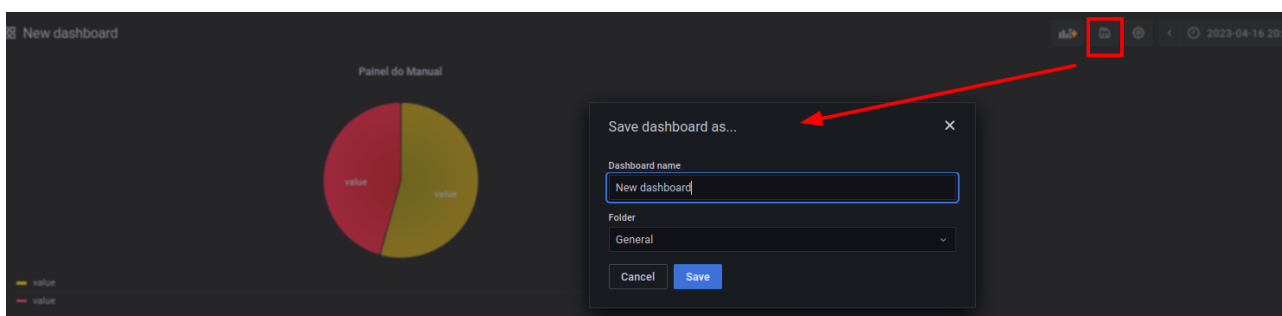 New dashboard
2023-04-16 20:
Painel do Manual
value
value
value
value
Save dashboard as...
Dashboard name
New dashboard
Folder
General
Cancel
Save